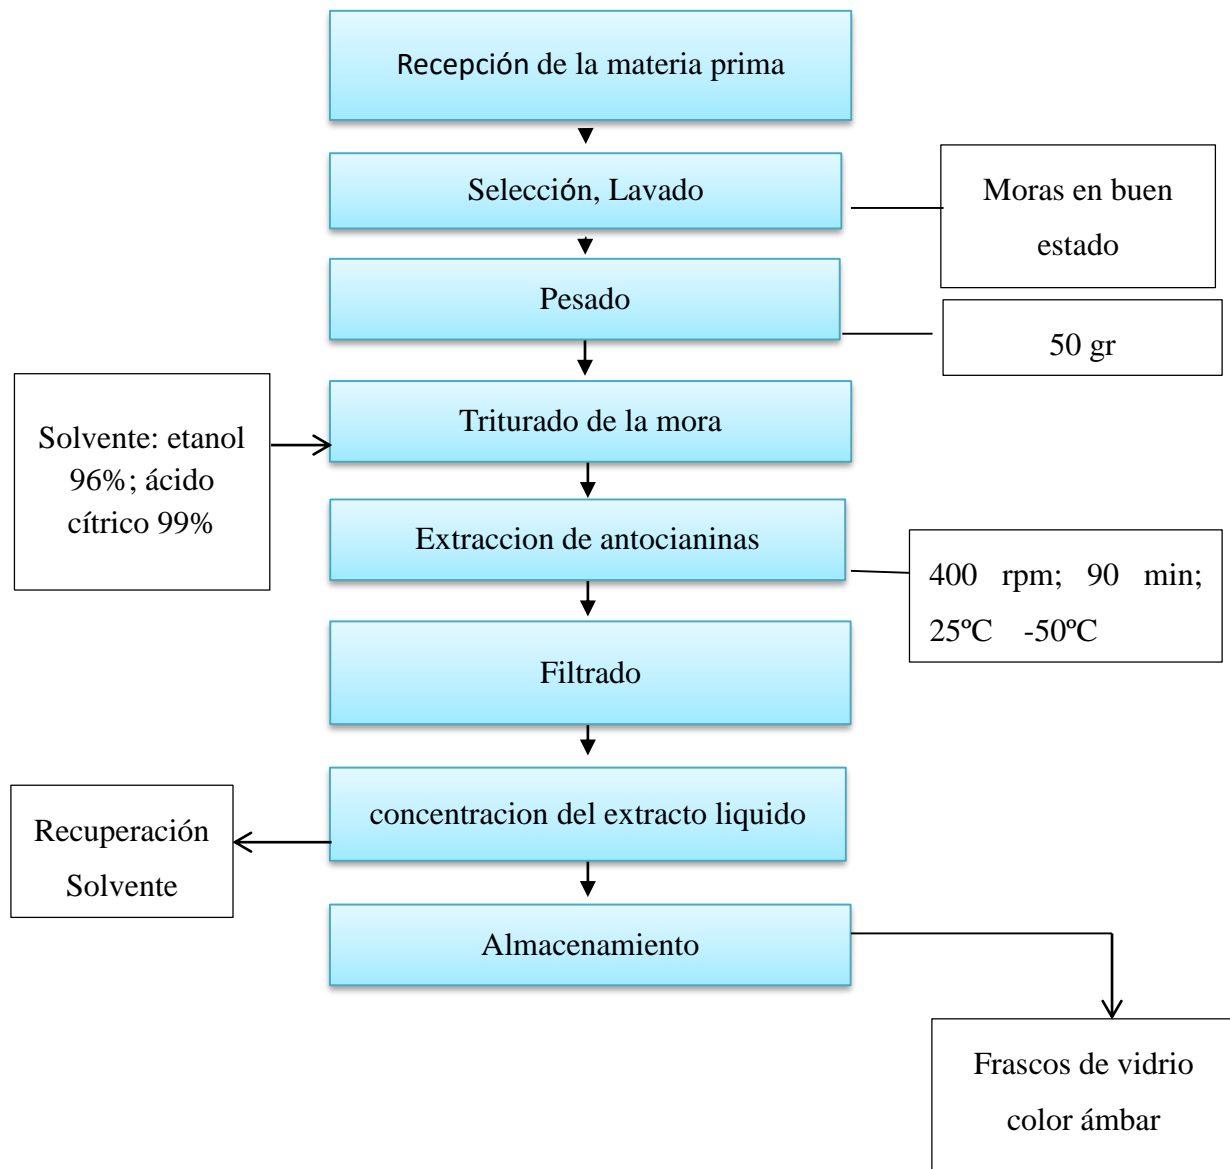 Recepción de la materia prima
Selección, Lavado
Moras en buen
estado
Pesado
50 gr
Solvente: etanol
96%; ácido
cítrico 99%
Triturado de la mora
Extraccion de antocianinas
400 rpm; 90 min;
25ºC -50ºC
Filtrado
concentracion del extracto liquido
Recuperación
Solvente
Almacenamiento
Frascos de vidrio
color ámbar